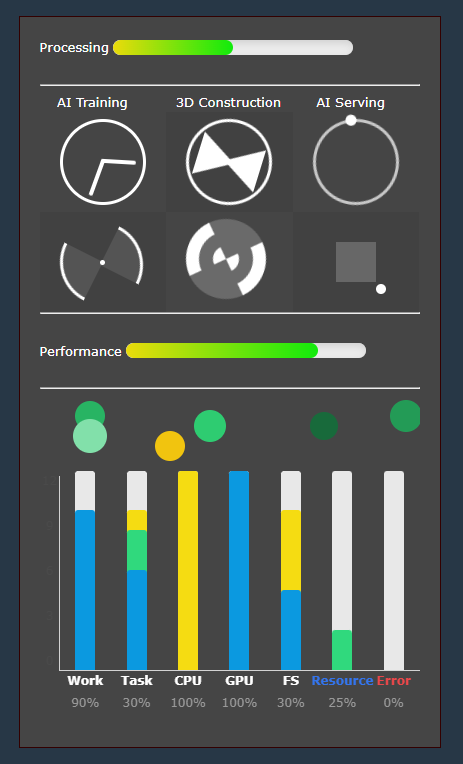 Processing
AI Training 3D Construction AI Serving
Performance
Work Task CPU GPU FS Resource Error
90% 30% 100% 100% 30% 25% 0%